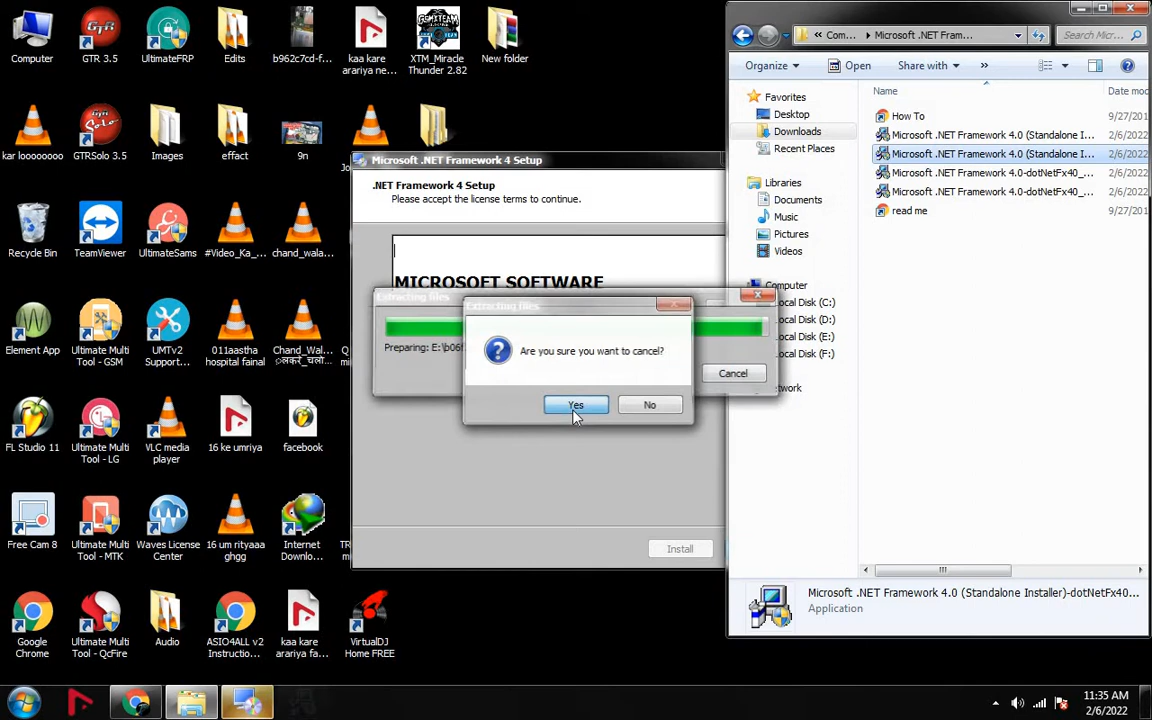 Computer
GTR 3.5
UltimateFRP
Edits
b962c7cd-f...
kaa kare
arariya ne...
XTM_Miracle
Thunder 2.82
New folder
kar looooooo
GTRSolo 3.5
Images
effact
9n
Recycle Bin
TeamViewer
UltimateSams
#Video_Ka_...
chand_wala...
Element App
Ultimate Multi
Tool - GSM
UMTv2
Support...
011aastha
hospital fainal
Chand_Wal...
FL Studio 11
Ultimate Multi
Tool - LG
VLC media
player
16 ke umriya
facebook
Free Cam 8
Ultimate Multi
Tool - MTK
Waves License
Center
16 um rityaaa
ghgg
Internet
Downlo...
Google
Chrome
Ultimate Multi
Tool - QcFire
Audio
ASIO4ALL v2
Instructio...
kaa kare
arariya fa...
VirtualDJ
Home FREE
Microsoft .NET Framework 4 Setup
.NET Framework 4 Setup
Please accept the license terms to continue.
MICROSOFT SOFTWARE
Install
Extracting files
Preparing: E:\b06f
Cancel
Extracting files
Are you sure you want to cancel?
Yes
No
Com...
Microsoft .NET Fram...
Search Micr...
Organize
Open
Share with
»
Name
Date mod
Favorites
Desktop
Downloads
Recent Places
Libraries
Documents
Music
Pictures
Videos
Computer
ocal Disk (C:)
ocal Disk (D:)
ocal Disk (E:)
ocal Disk (F:)
etwork
How To
9/27/201
Microsoft .NET Framework 4.0 (Standalone I...
2/6/2022
Microsoft .NET Framework 4.0 (Standalone I...
2/6/2022
Microsoft .NET Framework 4.0-dotNetFx40_...
2/6/2022
Microsoft .NET Framework 4.0-dotNetFx40_...
2/6/2022
read me
9/27/201
Microsoft .NET Framework 4.0 (Standalone Installer)-dotNetFx40...
Application
11:35 AM
2/6/2022